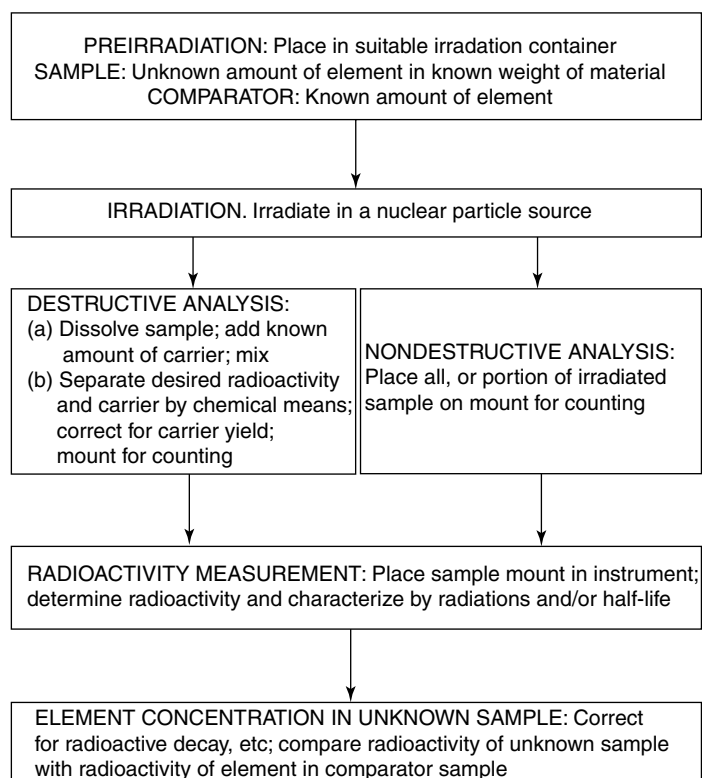 PREIRRADIATION: Place in suitable irradation container
SAMPLE: Unknown amount of element in known weight of material
COMPARATOR: Known amount of element
IRRADIATION. Irradiate in a nuclear particle source
DESTRUCTIVE ANALYSIS:
(a) Dissolve sample; add known
amount of carrier; mix
(b) Separate desired radioactivity
and carrier by chemical means;
correct for carrier yield;
mount for counting
NONDESTRUCTIVE ANALYSIS:
Place all, or portion of irradiated
sample on mount for counting
RADIOACTIVITY MEASUREMENT: Place sample mount in instrument;
determine radioactivity and characterize by radiations and/or half-life
ELEMENT CONCENTRATION IN UNKNOWN SAMPLE: Correct
for radioactive decay, etc; compare radioactivity of unknown sample
with radioactivity of element in comparator sample